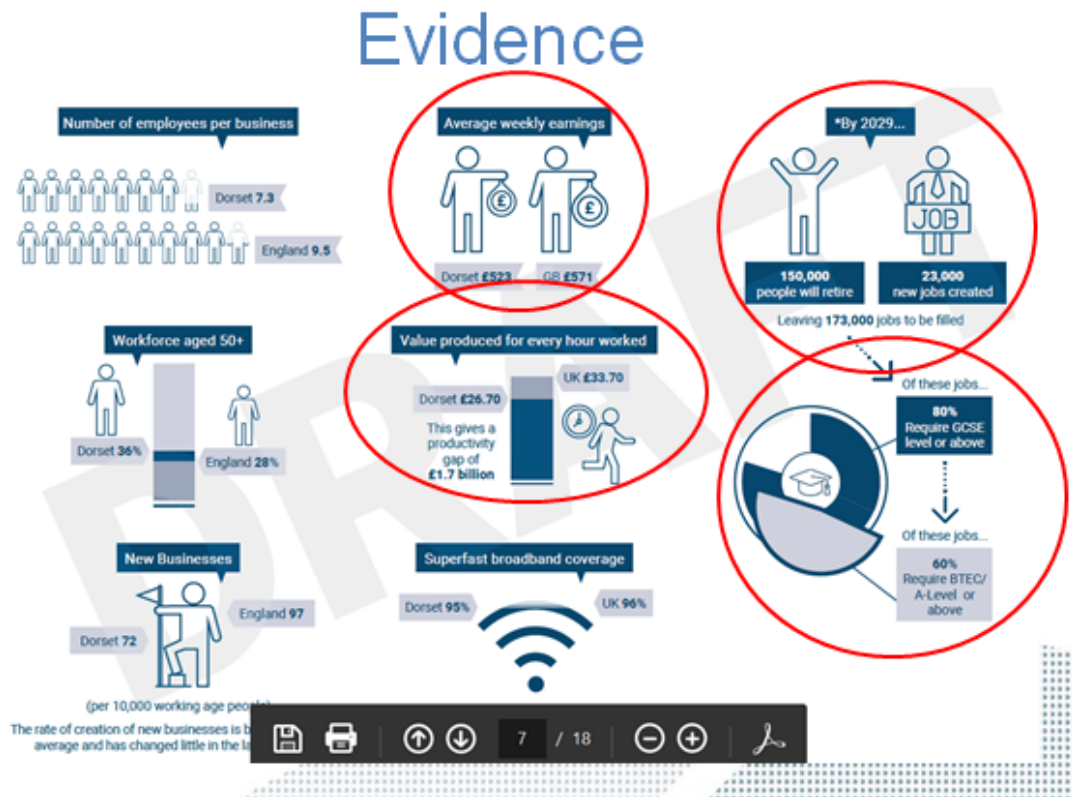 Evidence
Number of employees per business
Dorset 7.3
England 9.5
Average weekly earnings
£
£
Dorset £523
GB £571
*By 2029...
JOB
150,000
people will retire
23,000
new jobs created
Leaving 173,000 jobs to be filled
Workforce aged 50+
Dorset 36%
England 28%
Value produced for every hour worked
UK £33.70
Dorset £26.70
This gives a
productivity
gap of
£1.7 billion
Of these jobs...
80%
Require GCSE
level or above
Of these jobs...
60%
Require BTEC/
A-Level or
above
New Businesses
England 97
Dorset 72
(per 10,000 working age people)
The rate of creation of new businesses is
average and has changed little in the
Superfast broadband coverage
Dorset 95%
UK 96%
7 / 18
DRAFT